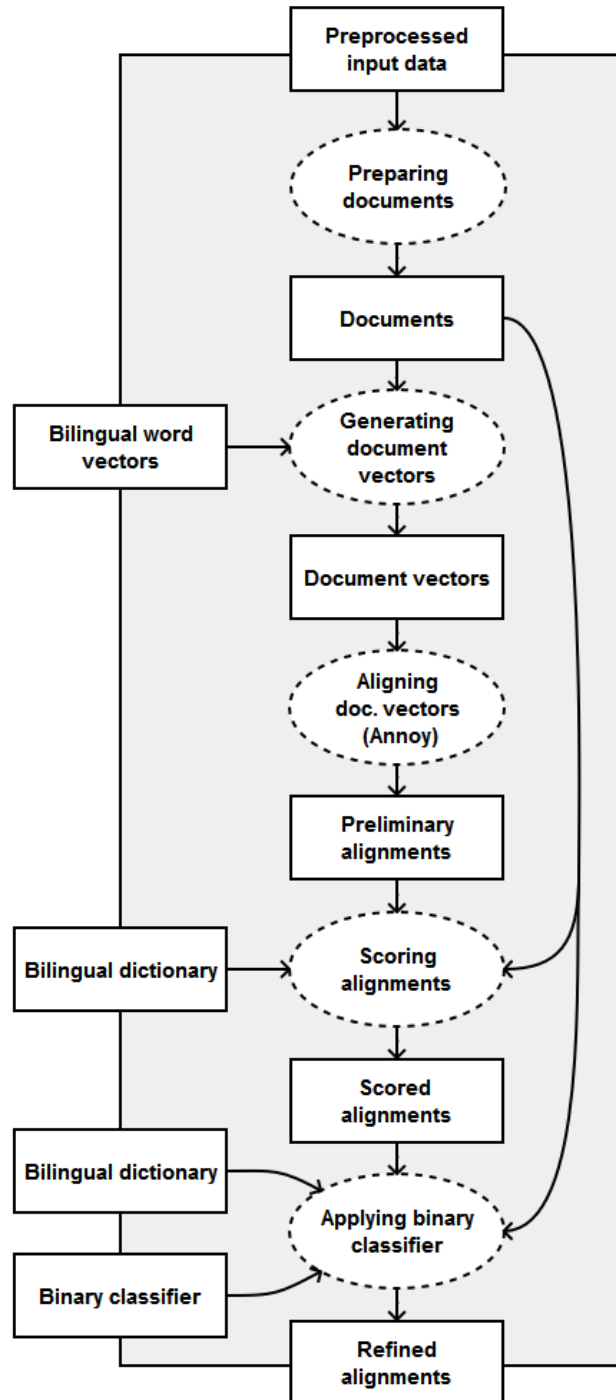 Preprocessed
input data
Preparing
documents
Documents
Bilingual word
vectors
Generating
document
vectors
Document vectors
Aligning
doc. vectors
(Annoy)
Preliminary
alignments
Bilingual dictionary
Scoring
alignments
Scored
alignments
Bilingual dictionary
Applying binary
classifier
Binary classifier
Refined
alignments